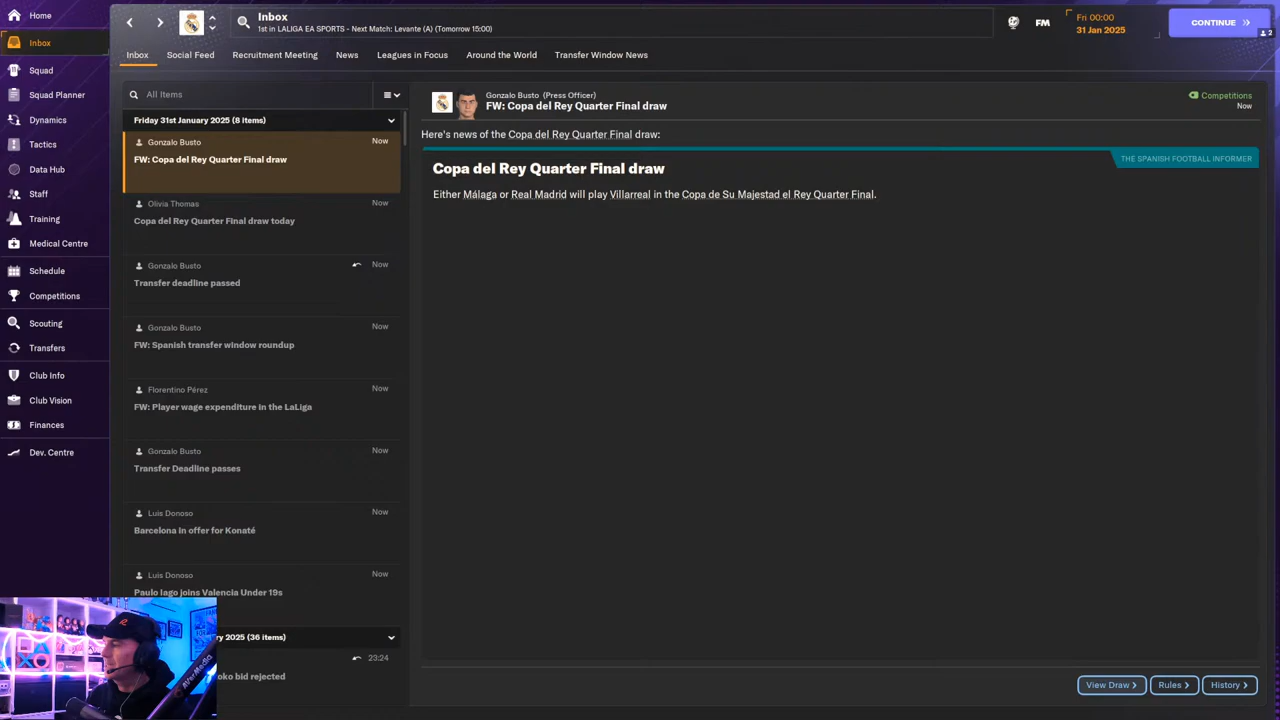 Home
Inbox
Squad
Squad Planner
Dynamics
Tactics
Data Hub
Staff
Training
Medical Centre
Schedule
Competitions
Scouting
Transfers
Club Info
Club Vision
Finances
Dev. Centre
Inbox
1st in LALIGA EA SPORTS - Next Match: Levante (A) (Tomorrow 15:00)
FM
Fri 00:00
31 Jan 2025
CONTINUE
2
Inbox
Social Feed
Recruitment Meeting
News
Leagues in Focus
Around the World
Transfer Window News
All Items
Friday 31st January 2025 (8 items)
Gonzalo Busto
Now
FW: Copa del Rey Quarter Final draw
Olivia Thomas
Now
Copa del Rey Quarter Final draw today
Gonzalo Busto
Now
Transfer deadline passed
Gonzalo Busto
Now
FW: Spanish transfer window roundup
Florentino Pérez
Now
FW: Player wage expenditure in the LaLiga
Gonzalo Busto
Now
Transfer Deadline passes
Luis Donoso
Now
Barcelona in offer for Konaté
Luis Donoso
Now
Paulo Iago joins Valencia Under 19s
2025 (36 items)
23:24
bid rejected
Gonzalo Busto (Press Officer)
FW: Copa del Rey Quarter Final draw
Competitions
Now
Here's news of the Copa del Rey Quarter Final draw:
THE SPANISH FOOTBALL INFORMER
Copa del Rey Quarter Final draw
Either Málaga or Real Madrid will play Villarreal in the Copa de Su Majestad el Rey Quarter Final.
View Draw
Rules
History
AVerMedia